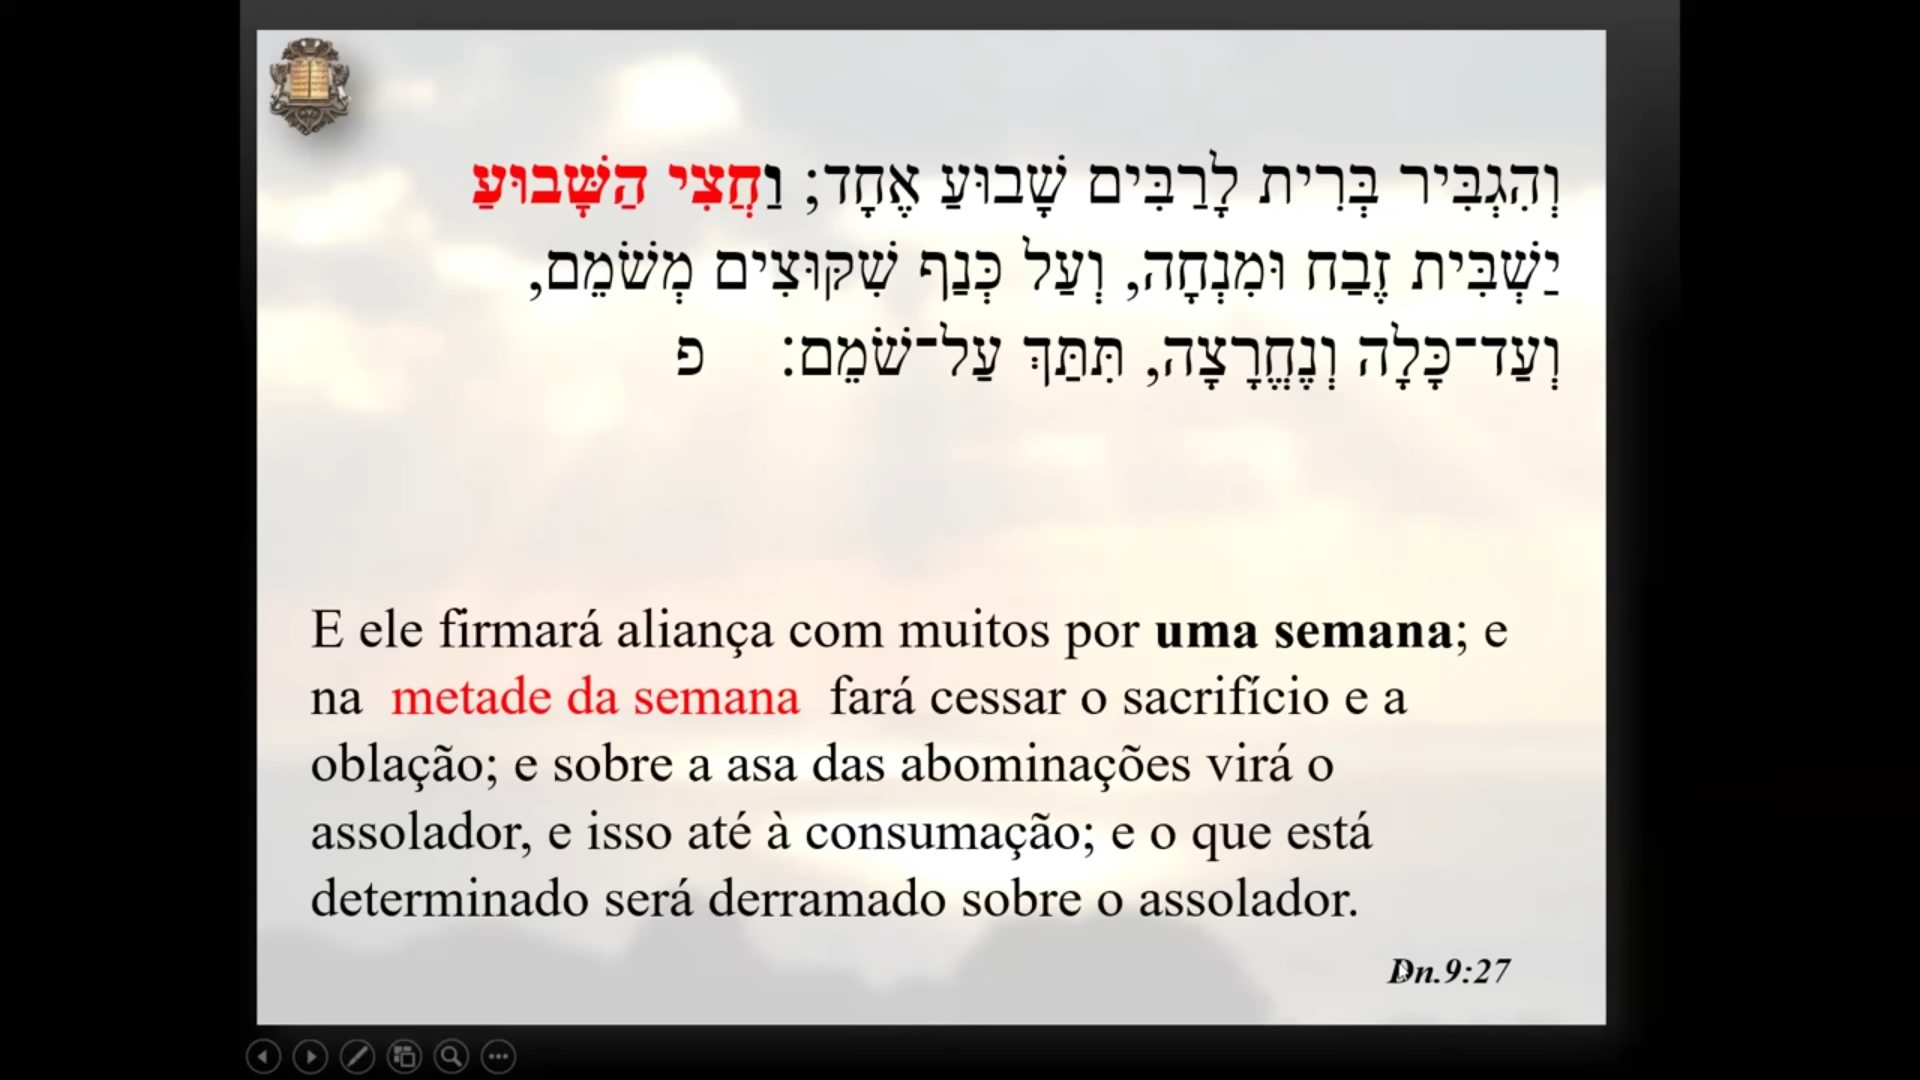 וְהִגְבִּיר בְּרִית לָרַבִּים שָׁבוּעַ אֶחָד; וַחֲצִי הַשָּׁבוּעַ
יַשְׁבִּית זֶבַח וּמִנְחָה, וְעַל כְּנַף שִׁקּוּצִים מְשֹׁמֵם,
וְעַד־כָּלָה וְנֶחֱרָצָה, תִּתַּךְ עַל־שֹׁמֵם: פ
E ele firmará aliança com muitos por uma semana; e
na metade da semana fará cessar o sacrifício e a
oblação; e sobre a asa das abominações virá o
assolador, e isso até à consumação; e o que está
determinado será derramado sobre o assolador.
Dn.9:27